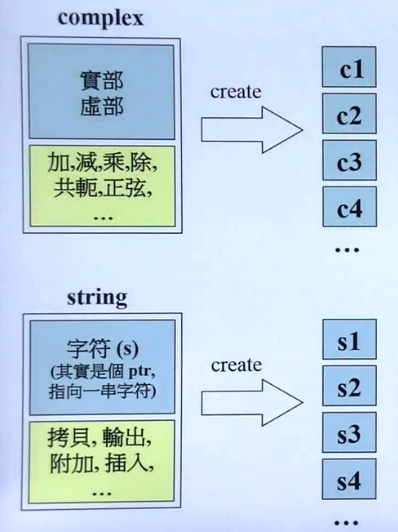 complex
實部
虛部
加,減,乘,除,
共軛,正弦,
...
create
c1
c2
c3
c4
...
string
字符 (s)
(其實是個 ptr,
指向一串字符)
拷貝, 輸出,
附加, 插入,
...
create
s1
s2
s3
s4
...